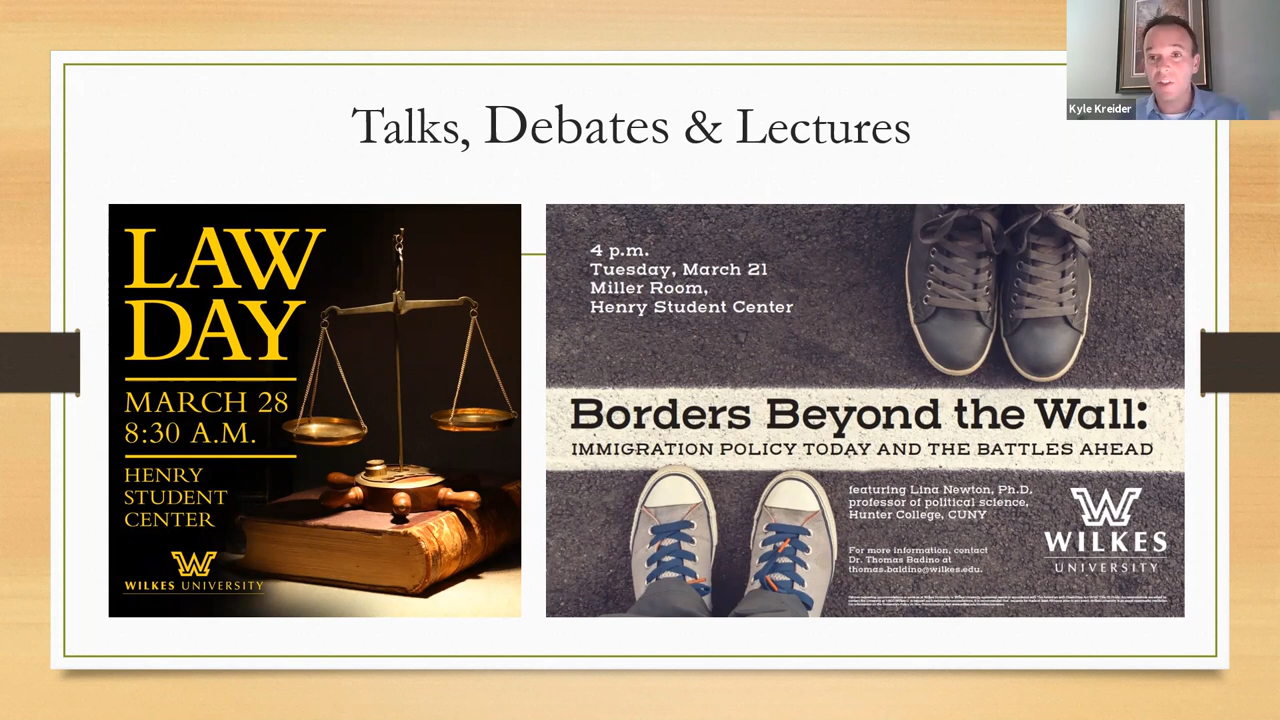 Kyle Kreider
Talks, Debates & Lectures
LAW
DAY
MARCH 28
8:30 A.M.
HENRY
STUDENT
CENTER
W
WILKES UNIVERSITY
4 p.m.
Tuesday, March 21
Miller Room,
Henry Student Center
Borders Beyond the Wall:
IMMIGRATION POLICY TODAY AND THE BATTLES AHEAD
featuring Lina Newton, Ph.D.
professor of political science,
Hunter College, CUNY
For more information, contact
Dr. Thomas Badino at
thomas.baldino@wilkes.edu.
W
WILKES
UNIVERSITY